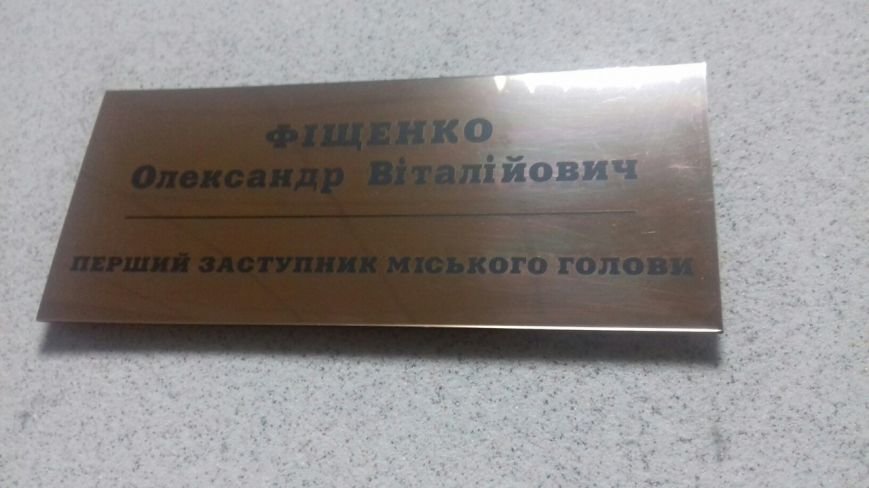 ФІЩЕНКО
Олександр Віталійович
ПЕРШИЙ ЗАСТУПНИК МІСЬКОГО ГОЛОВИ